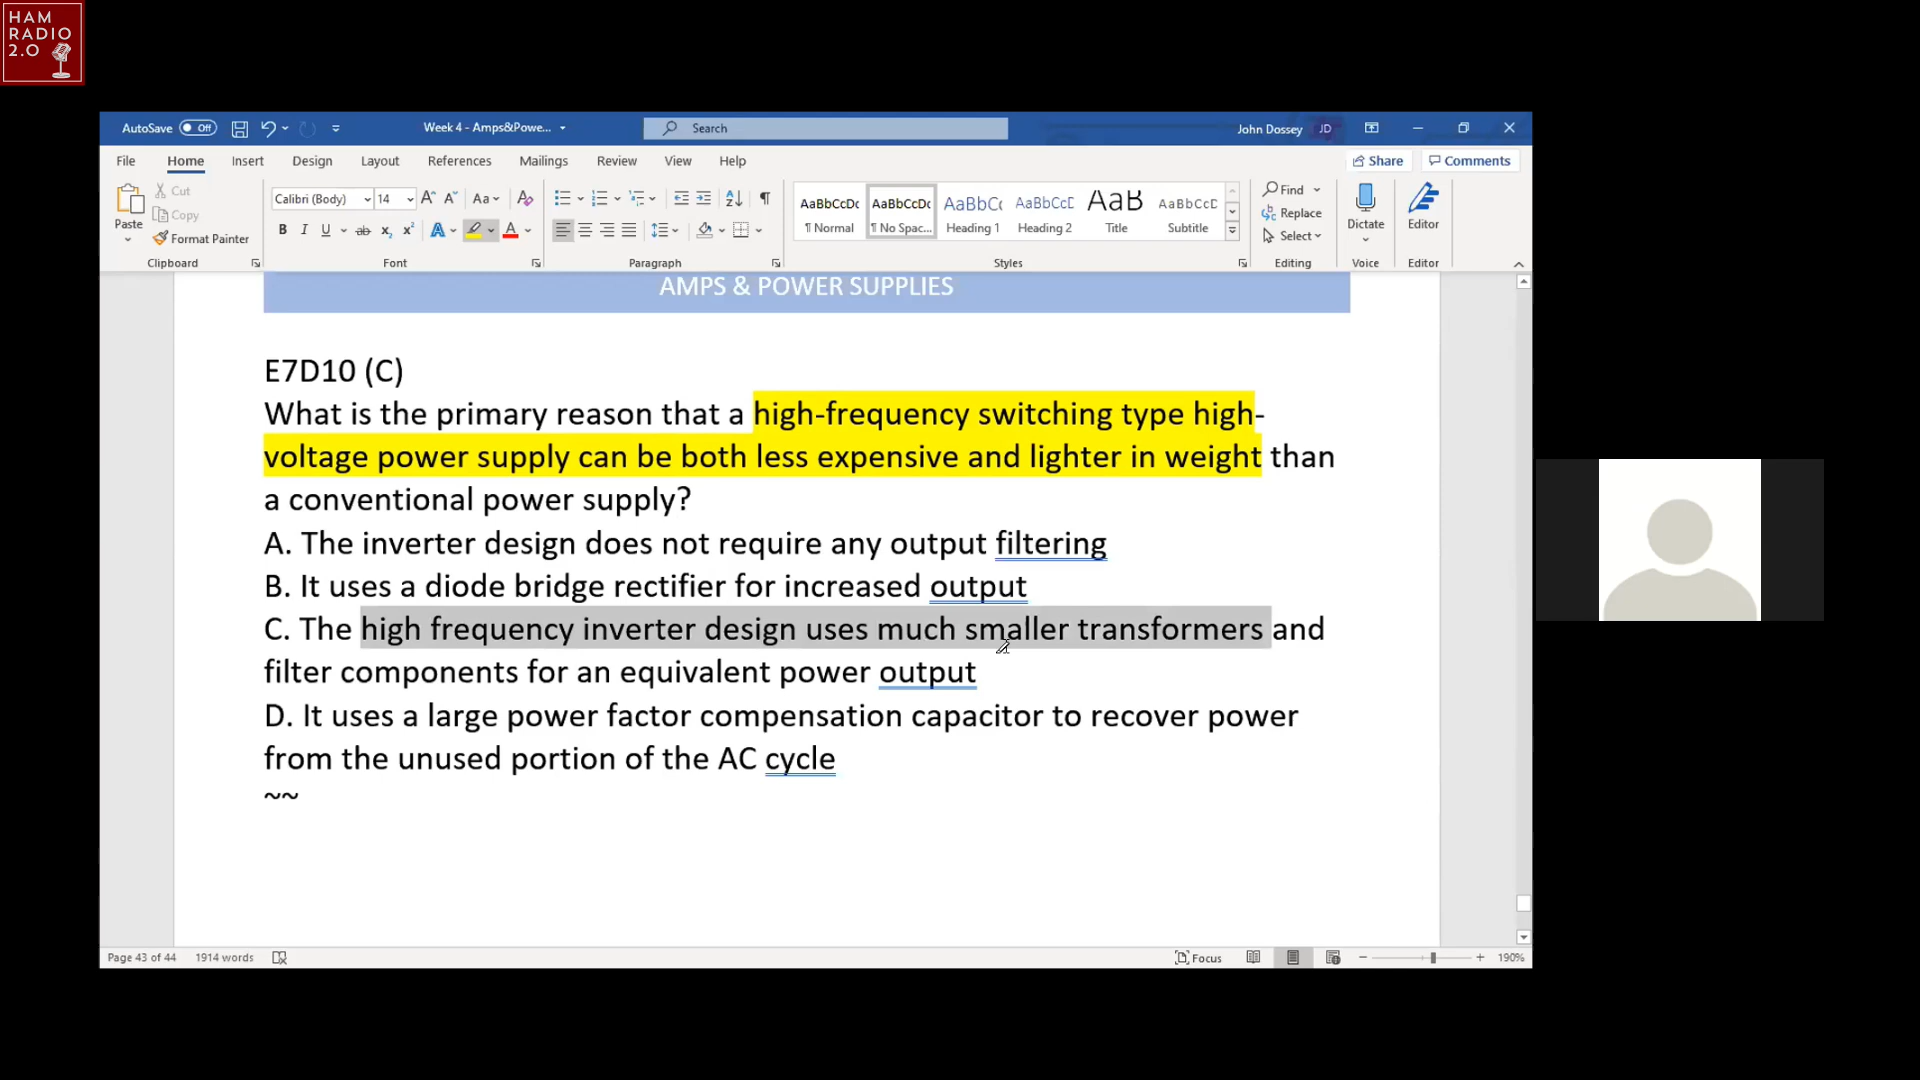 HAM
RADIO
2.0
AutoSave Off Week 4 - Amps&Powe... Search John Dossey JD
File Home Insert Design Layout References Mailings Review View Help Share Comments
Paste Cut Copy Format Painter
Calibri (Body) 14 A A Aa A
B I U ab x₂ x² A A
AaBbCcDc AaBbCcDc AaBbCc AaBbCcD AaB AaBbCcD
¶ Normal ¶ No Spac... Heading 1 Heading 2 Title Subtitle
Find Replace Select
Dictate Editor
Clipboard Font Paragraph Styles Editing Voice Editor
AMPS & POWER SUPPLIES
E7D10 (C)
What is the primary reason that a high-frequency switching type high-
voltage power supply can be both less expensive and lighter in weight than
a conventional power supply?
A. The inverter design does not require any output filtering
B. It uses a diode bridge rectifier for increased output
C. The high frequency inverter design uses much smaller transformers and
filter components for an equivalent power output
D. It uses a large power factor compensation capacitor to recover power
from the unused portion of the AC cycle
~~
Page 43 of 44 1914 words Focus 190%